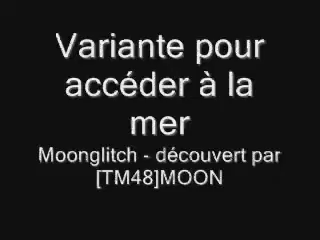 Variante pour
accéder à la
mer
Moonglitch - découvert par
[TM48]MOON